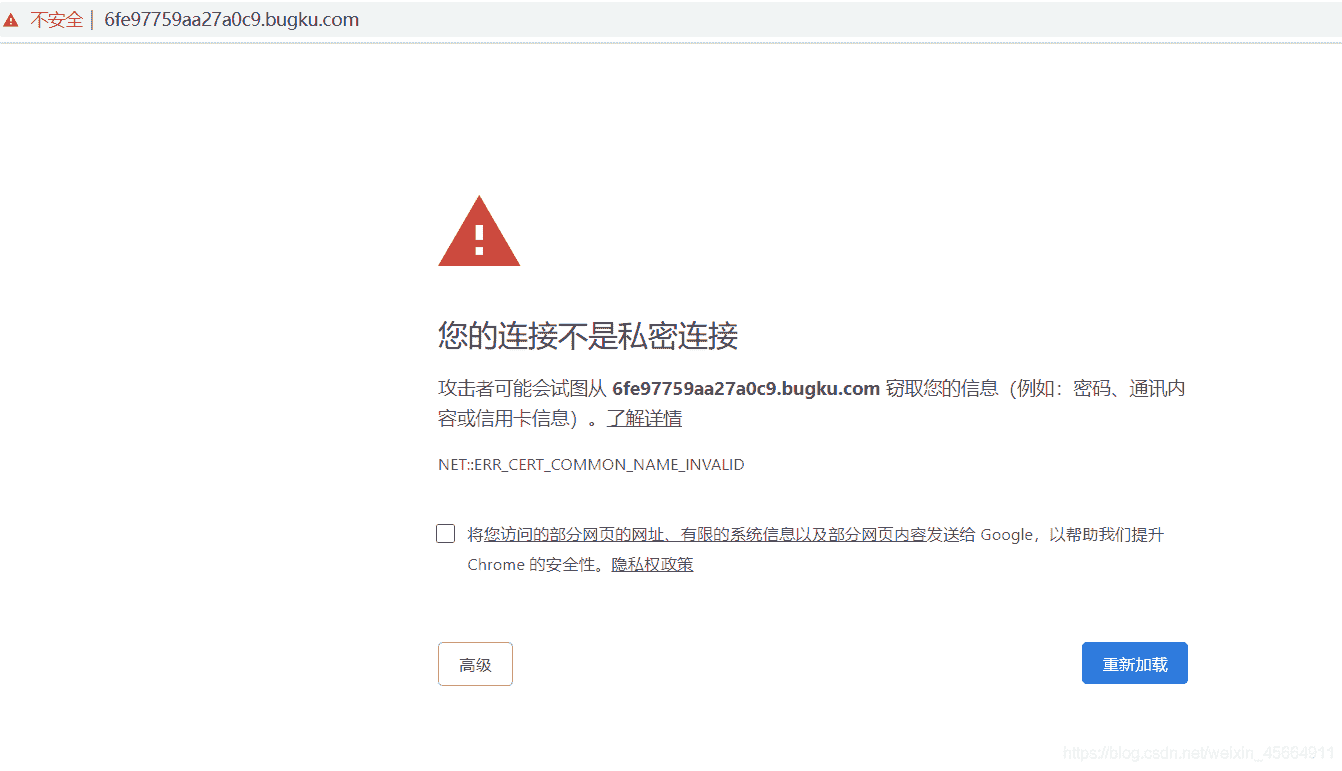 不安全 | 6fe97759aa27a0c9.bugku.com
您的连接不是私密连接
攻击者可能会试图从 6fe97759aa27a0c9.bugku.com 窃取您的信息（例如：密码、通讯内
容或信用卡信息）。了解详情
NET::ERR_CERT_COMMON_NAME_INVALID
将您访问的部分网页的网址、有限的系统信息以及部分网页内容发送给 Google，以帮助我们提升
Chrome 的安全性。隐私权政策
高级
重新加载
https://blog.csdn.net/weixin_45864911